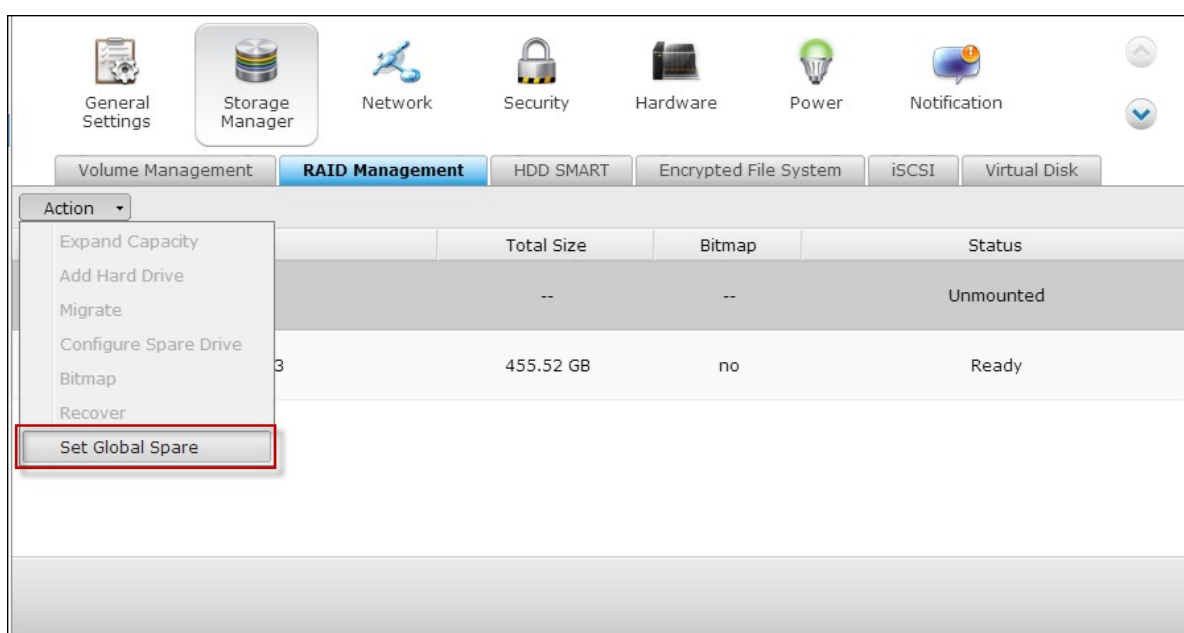 General Settings
Storage Manager
Network
Security
Hardware
Power
Notification
Volume Management
RAID Management
HDD SMART
Encrypted File System
iSCSI
Virtual Disk
Action
Total Size
Bitmap
Status
-- -- Unmounted
3 455.52 GB no Ready
Expand Capacity
Add Hard Drive
Migrate
Configure Spare Drive
Bitmap
Recover
Set Global Spare